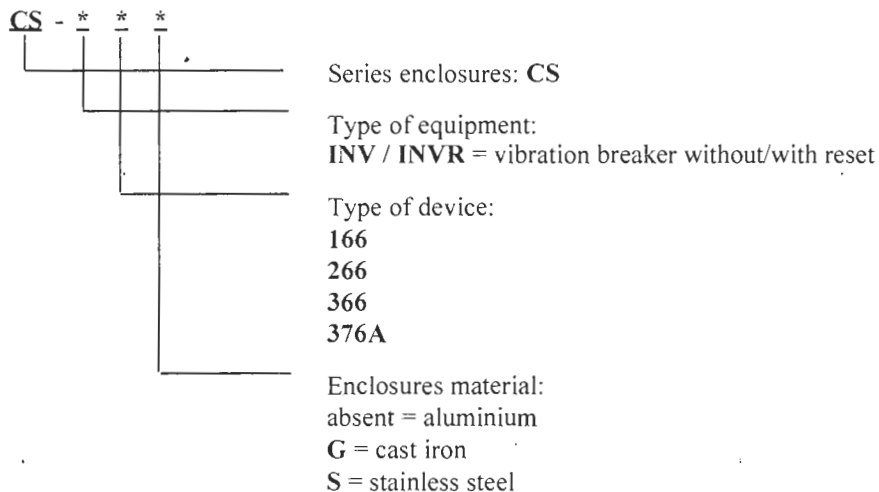 CS - * * *
Series enclosures: CS
Type of equipment:
INV / INVR = vibration breaker without/with reset
Type of device:
166
266
366
376A
Enclosures material:
absent = aluminium
G = cast iron
S = stainless steel